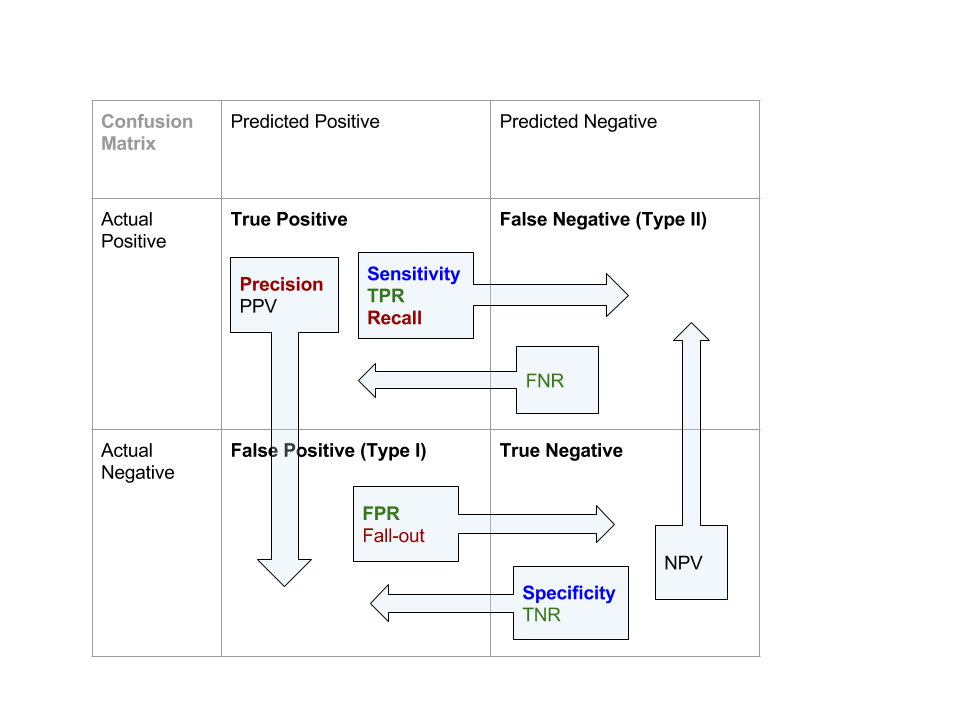 Confusion
Matrix
Predicted Positive
Predicted Negative
Actual
Positive
True Positive
False Negative (Type II)
Precision
PPV
Sensitivity
TPR
Recall
FNR
Actual
Negative
False Positive (Type I)
True Negative
FPR
Fall-out
NPV
Specificity
TNR